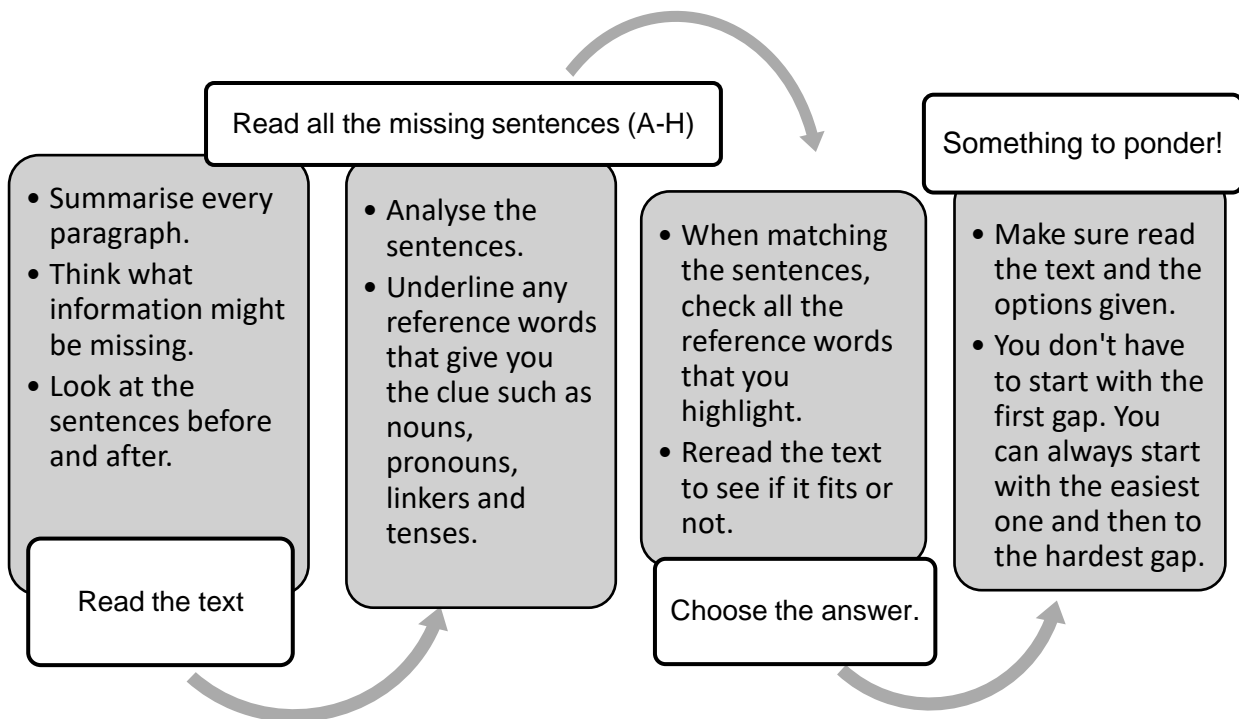 • Summarise every
paragraph.
• Think what
information might
be missing.
• Look at the
sentences before
and after.
Read the text
Read all the missing sentences (A-H)
• Analyse the
sentences.
• Underline any
reference words
that give you
the clue such as
nouns,
pronouns,
linkers and
tenses.
• When matching
the sentences,
check all the
reference words
that you
highlight.
• Reread the text
to see if it fits or
not.
Choose the answer.
Something to ponder!
• Make sure read
the text and the
options given.
• You don't have
to start with the
first gap. You
can always start
with the easiest
one and then to
the hardest gap.